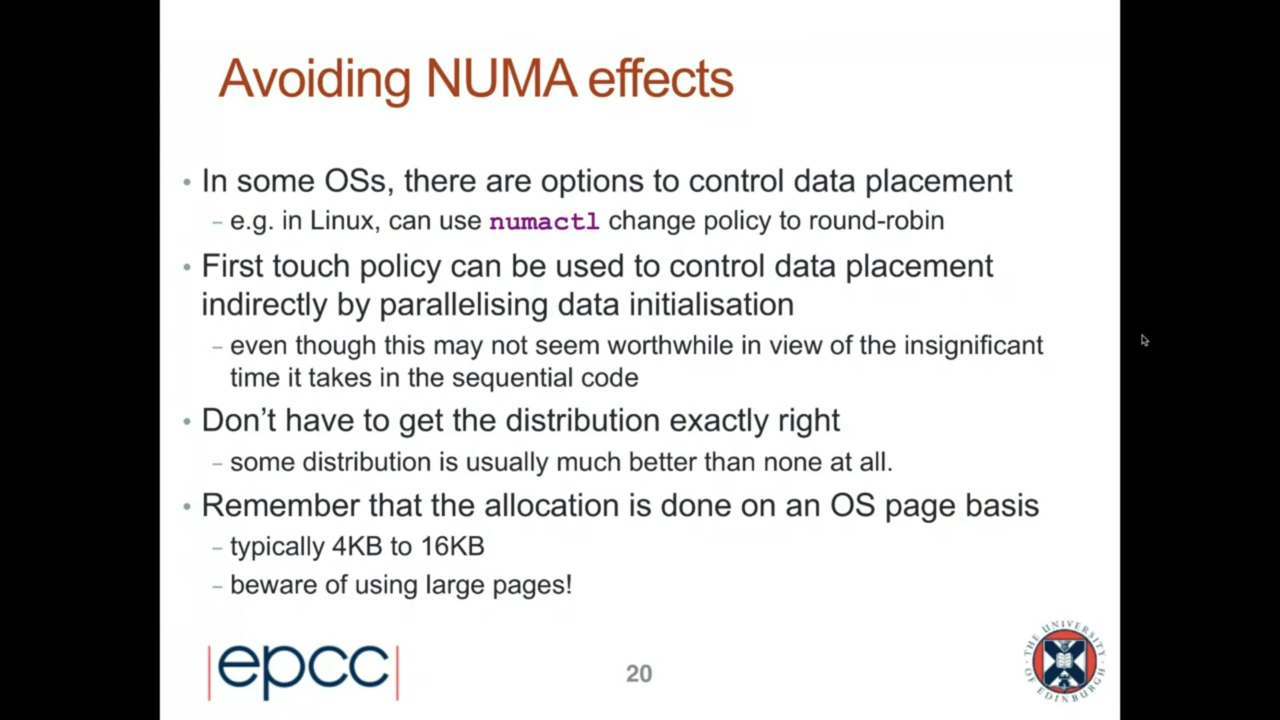 Avoiding NUMA effects
• In some OSs, there are options to control data placement
– e.g. in Linux, can use numactl change policy to round-robin
• First touch policy can be used to control data placement
indirectly by parallelising data initialisation
– even though this may not seem worthwhile in view of the insignificant
time it takes in the sequential code
• Don't have to get the distribution exactly right
– some distribution is usually much better than none at all.
• Remember that the allocation is done on an OS page basis
– typically 4KB to 16KB
– beware of using large pages!
|epcc|
20
THE UNIVERSITY
OF EDINBURGH